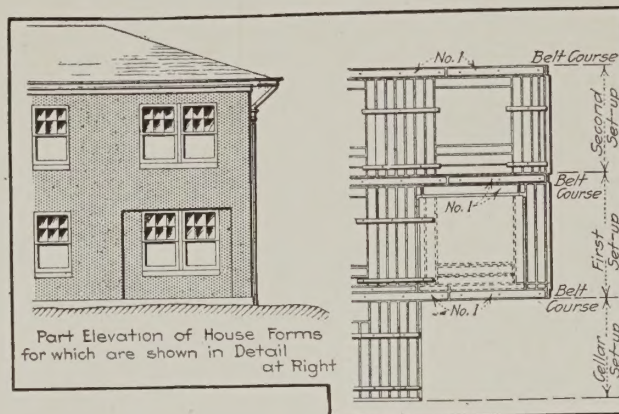 Part Elevation of House Forms
for which are shown in Detail
at Right
No. 1
Belt Course
Second
Set-up
No. 1
Belt
Course
First
Set-up
No. 1
Belt
Course
Cellar
Set-up